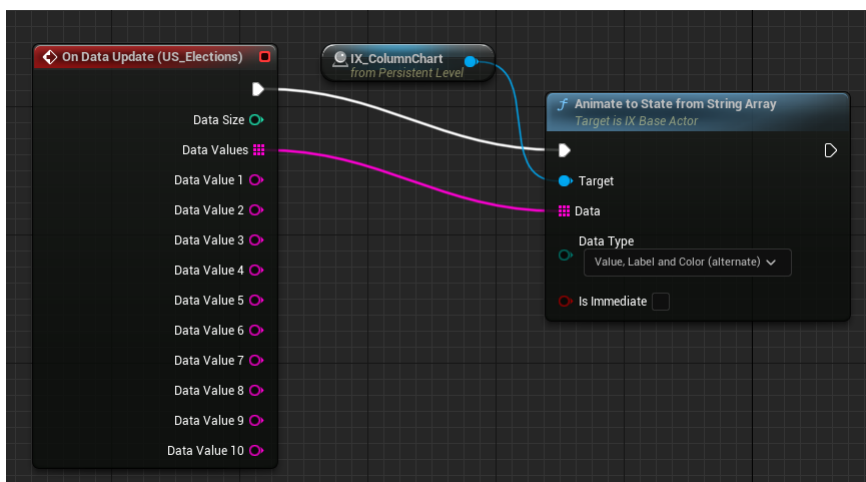 On Data Update (US_Elections)
Data Size
Data Values
Data Value 1
Data Value 2
Data Value 3
Data Value 4
Data Value 5
Data Value 6
Data Value 7
Data Value 8
Data Value 9
Data Value 10
IX_ColumnChart
from Persistent Level
f Animate to State from String Array
Target is IX Base Actor
Target
Data
Data Type
Value, Label and Color (alternate)
Is Immediate